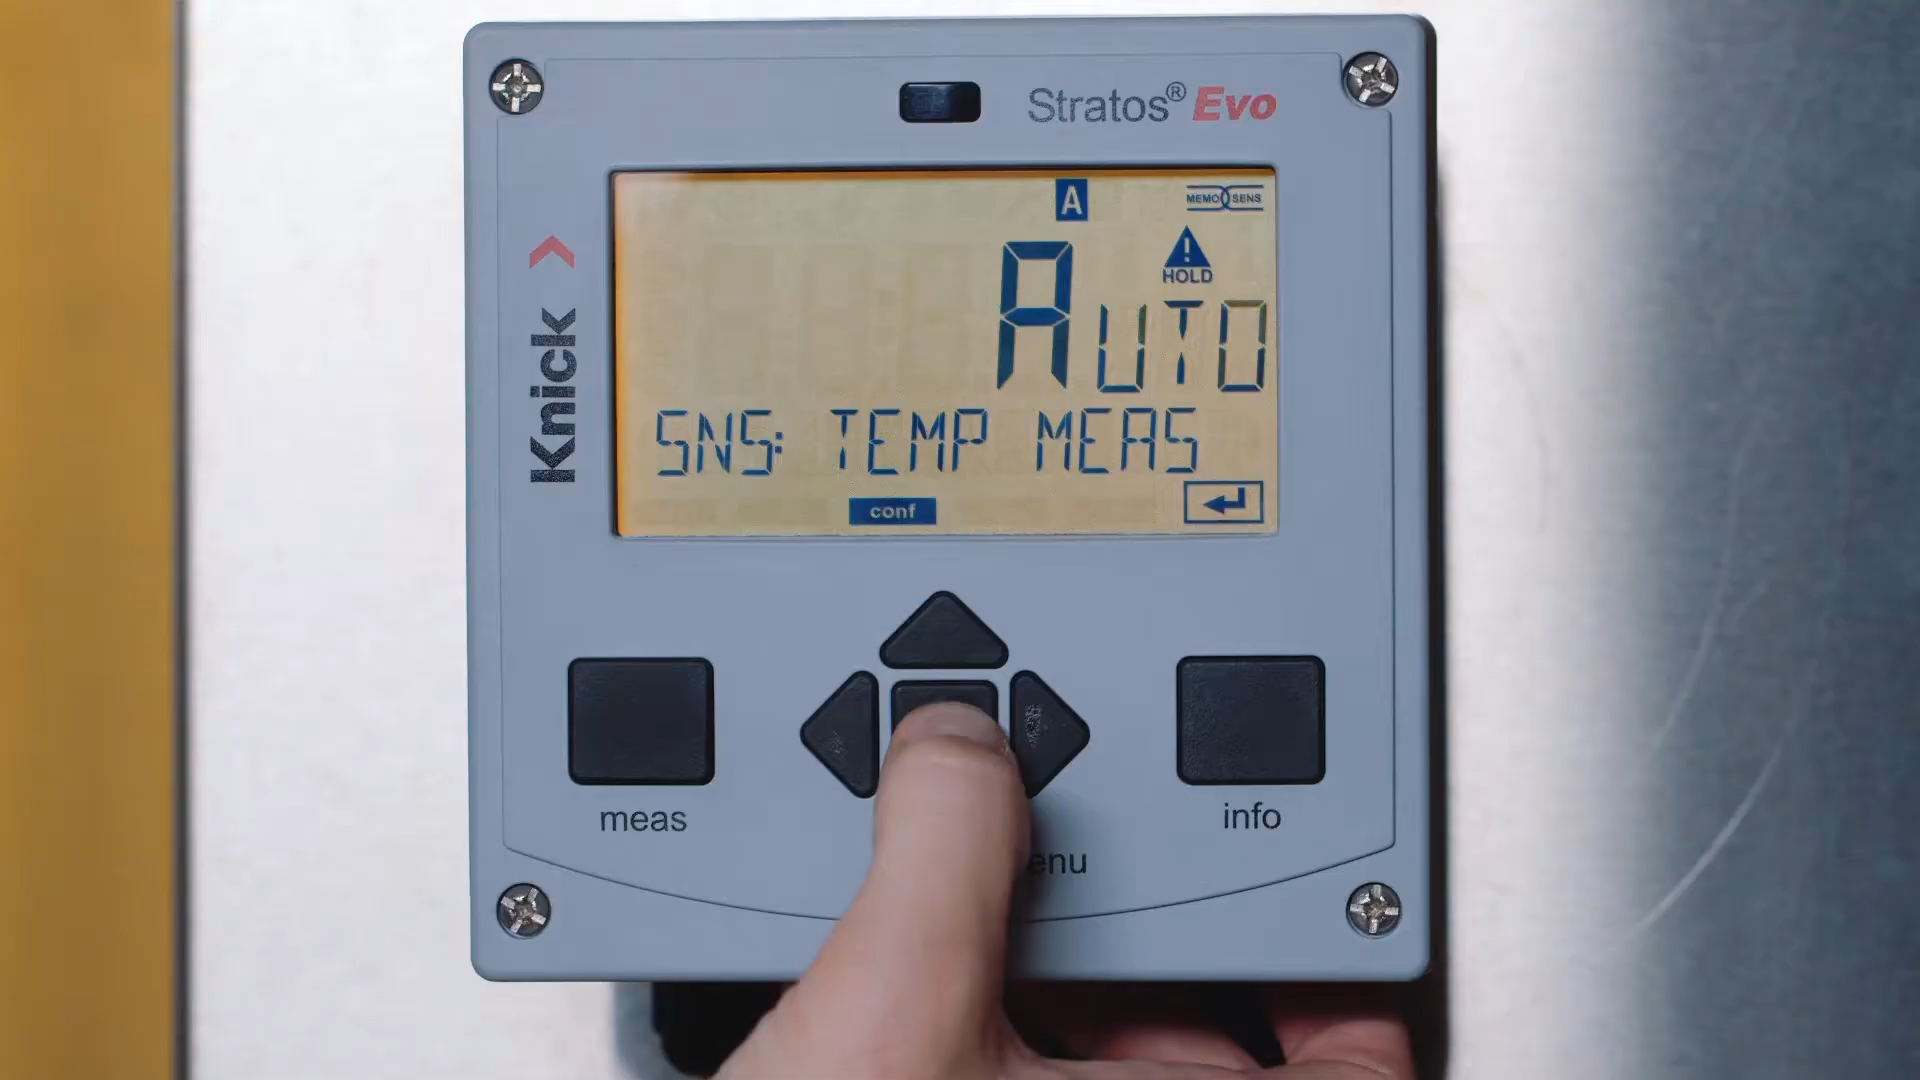 Stratos® Evo
Knick
A
MEMO SENS
HOLD
AUTO
SNS: TEMP MEAS
conf
meas
info
enu